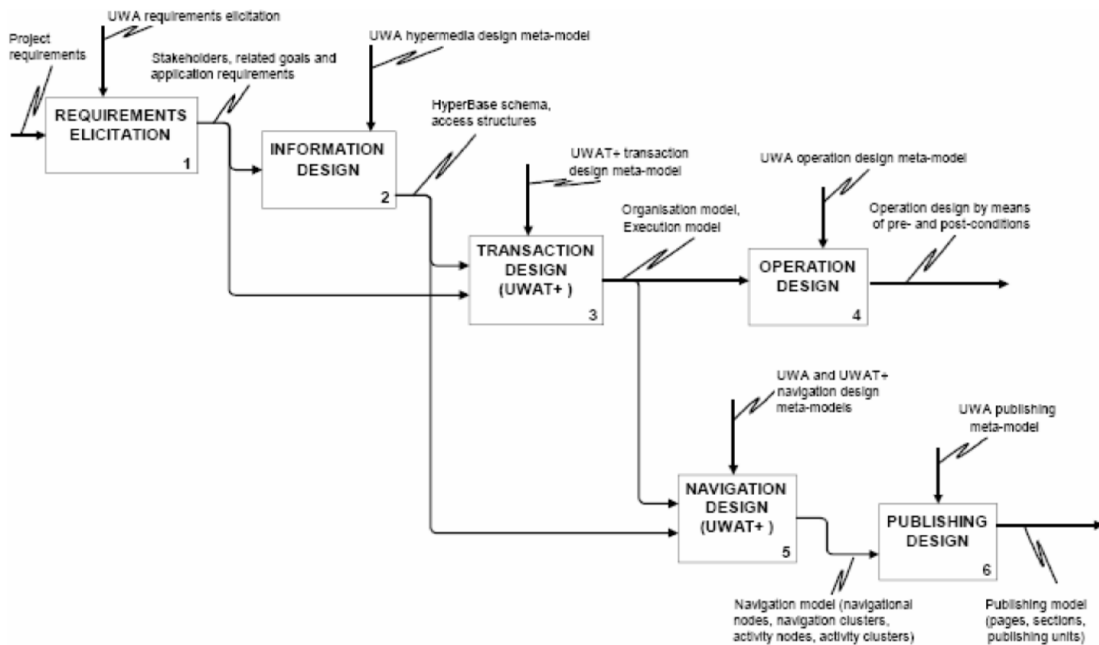 UWA requirements elicitation
Project
requirements
Stakeholders, related goals and
application requirements
UWA hypermedia design meta-model
REQUIREMENTS
ELICITATION
1
HyperBase schema,
access structures
INFORMATION
DESIGN
2
UWAT+ transaction
design meta-model
UWA operation design meta-model
Organisation model,
Execution model
Operation design by means
of pre- and post-conditions
TRANSACTION
DESIGN
(UWAT+ )
3
OPERATION
DESIGN
4
UWA and UWAT+
navigation design
meta-models
UWA publishing
meta-model
NAVIGATION
DESIGN
(UWAT+ )
5
PUBLISHING
DESIGN
6
Navigation model (navigational
nodes, navigation clusters,
activity nodes, activity clusters)
Publishing model
(pages, sections,
publishing units)